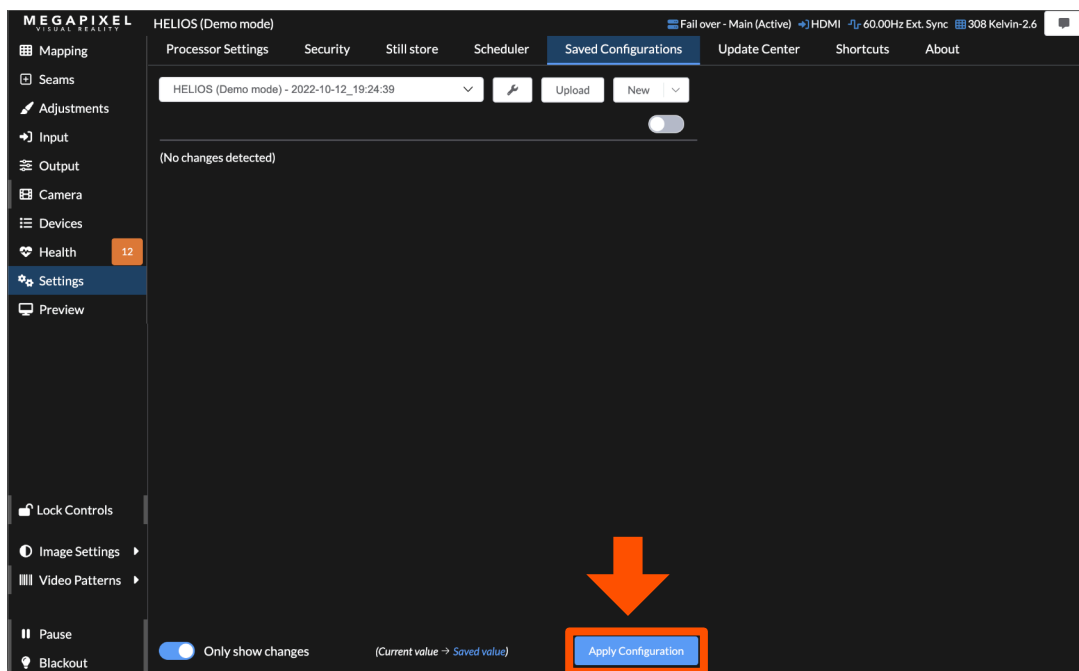 MEGAPIXEL
VISUAL REALITY
HELIOS (Demo mode)
Fail over - Main (Active) HDMI 60.00Hz Ext. Sync 308 Kelvin-2.6
Processor Settings Security Still store Scheduler Saved Configurations Update Center Shortcuts About
Mapping
Seams
Adjustments
Input
Output
Camera
Devices
Health 12
Settings
Preview
HELIOS (Demo mode) - 2022-10-12_19:24:39 Upload New
(No changes detected)
Lock Controls
Image Settings
Video Patterns
Pause
Blackout
Only show changes (Current value → Saved value) Apply Configuration